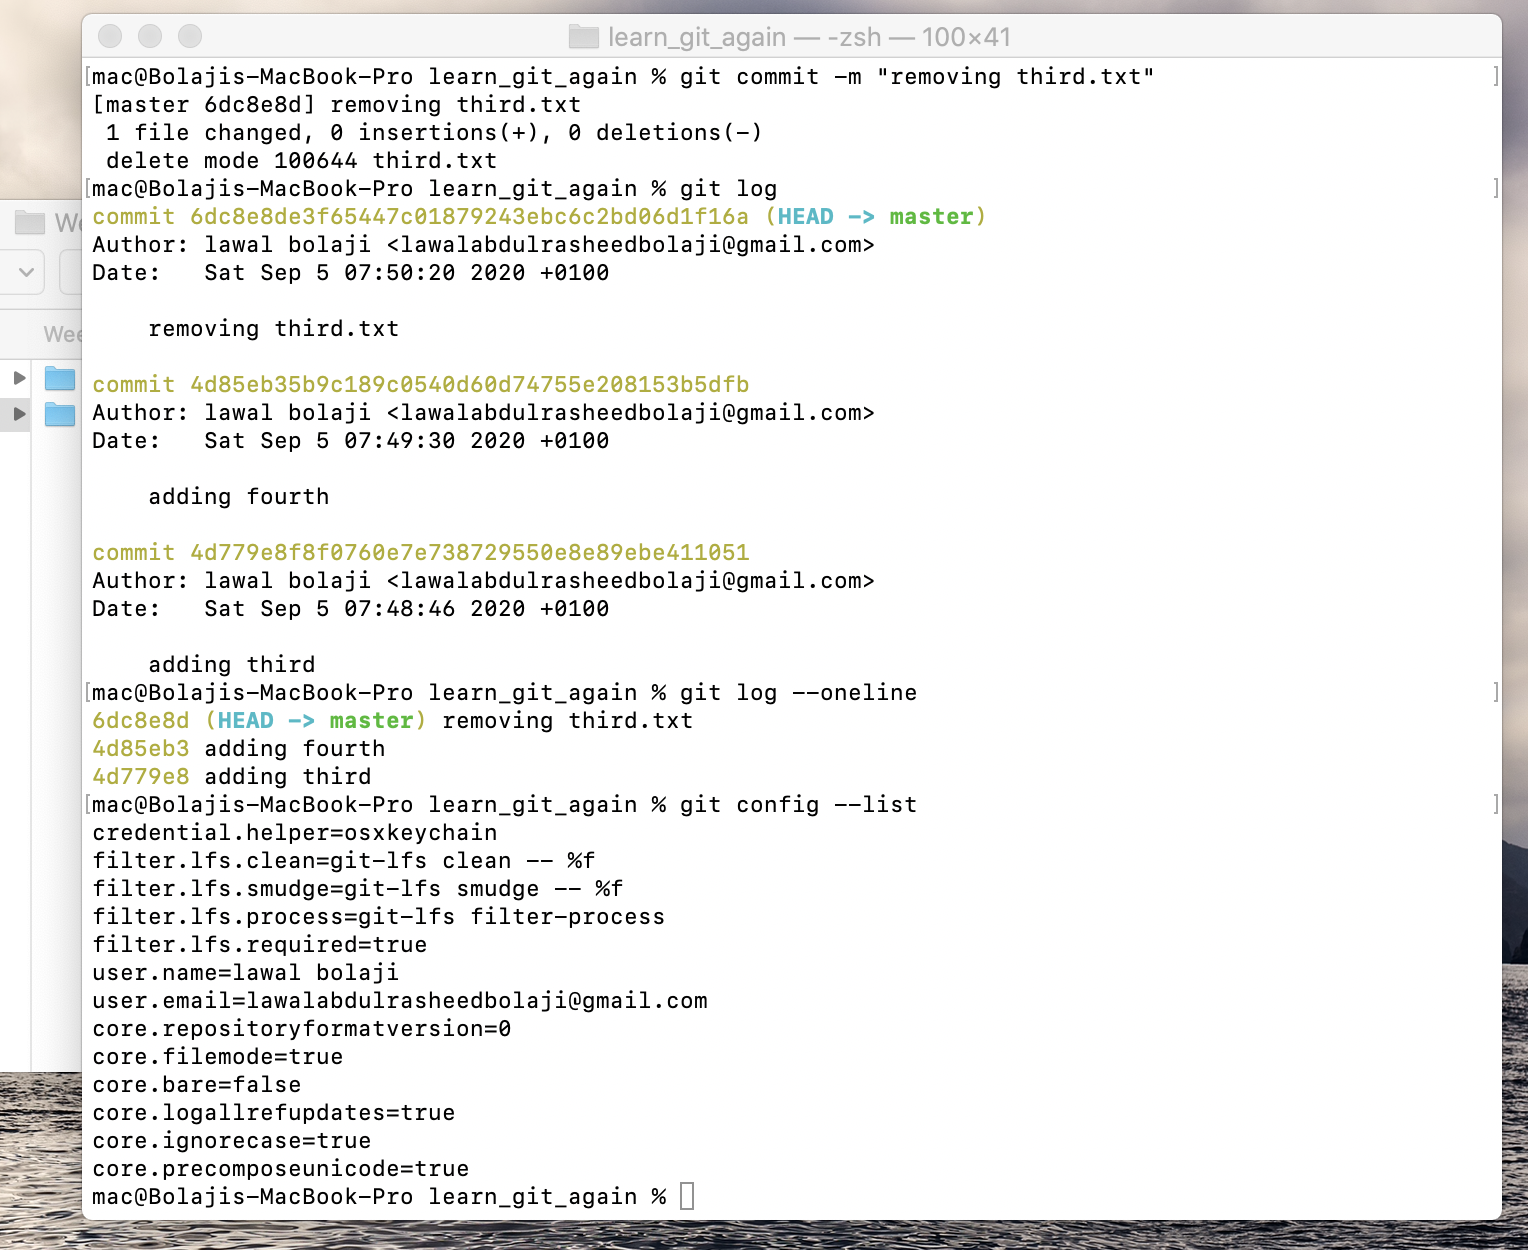 learn_git_again — -zsh — 100×41
[mac@Bolajis-MacBook-Pro learn_git_again % git commit -m "removing third.txt" ]
[master 6dc8e8d] removing third.txt
 1 file changed, 0 insertions(+), 0 deletions(-)
 delete mode 100644 third.txt
[mac@Bolajis-MacBook-Pro learn_git_again % git log ]
commit 6dc8e8de3f65447c01879243ebc6c2bd06d1f16a (HEAD -> master)
Author: lawal bolaji <lawalabdulrasheedbolaji@gmail.com>
Date:   Sat Sep 5 07:50:20 2020 +0100
    removing third.txt
commit 4d85eb35b9c189c0540d60d74755e208153b5dfb
Author: lawal bolaji <lawalabdulrasheedbolaji@gmail.com>
Date:   Sat Sep 5 07:49:30 2020 +0100
    adding fourth
commit 4d779e8f8f0760e7e738729550e8e89ebe411051
Author: lawal bolaji <lawalabdulrasheedbolaji@gmail.com>
Date:   Sat Sep 5 07:48:46 2020 +0100
    adding third
[mac@Bolajis-MacBook-Pro learn_git_again % git log --oneline ]
6dc8e8d (HEAD -> master) removing third.txt
4d85eb3 adding fourth
4d779e8 adding third
[mac@Bolajis-MacBook-Pro learn_git_again % git config --list ]
credential.helper=osxkeychain
filter.lfs.clean=git-lfs clean -- %f
filter.lfs.smudge=git-lfs smudge -- %f
filter.lfs.process=git-lfs filter-process
filter.lfs.required=true
user.name=lawal bolaji
user.email=lawalabdulrasheedbolaji@gmail.com
core.repositoryformatversion=0
core.filemode=true
core.bare=false
core.logallrefupdates=true
core.ignorecase=true
core.precomposeunicode=true
mac@Bolajis-MacBook-Pro learn_git_again %